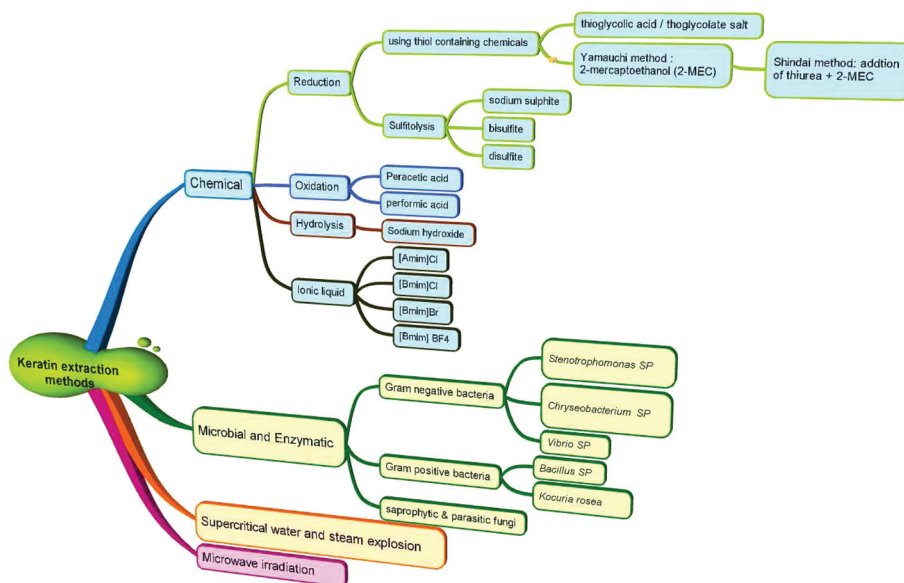 Keratin extraction
methods
Chemical
Reduction
using thiol containing chemicals
thioglycolic acid / thoglycolate salt
Yamauchi method :
2-mercaptoethanol (2-MEC)
Shindai method: addtion
of thiurea + 2-MEC
Sulfitolysis
sodium sulphite
bisulfite
disulfite
Oxidation
Peracetic acid
performic acid
Hydrolysis
Sodium hydroxide
Ionic liquid
[Amim]Cl
[Bmim]Cl
[Bmim]Br
[Bmim] BF4
Microbial and Enzymatic
Gram negative bacteria
Stenotrophomonas SP
Chryseobacterium SP
Vibrio SP
Gram positive bacteria
Bacillus SP
Kocuria rosea
saprophytic & parasitic fungi
Supercritical water and steam explosion
Microwave irradiation